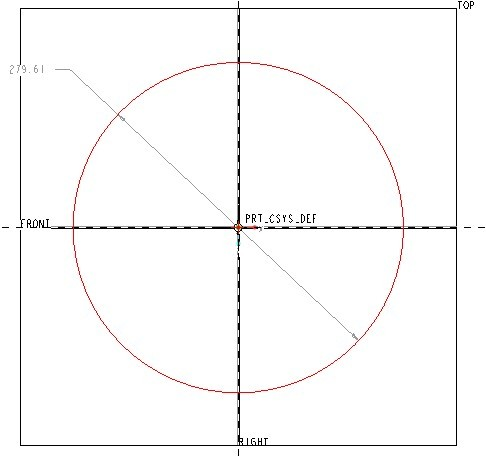 TOP
279.61
PRT_CSYS_DEF
FRONT
RIGHT